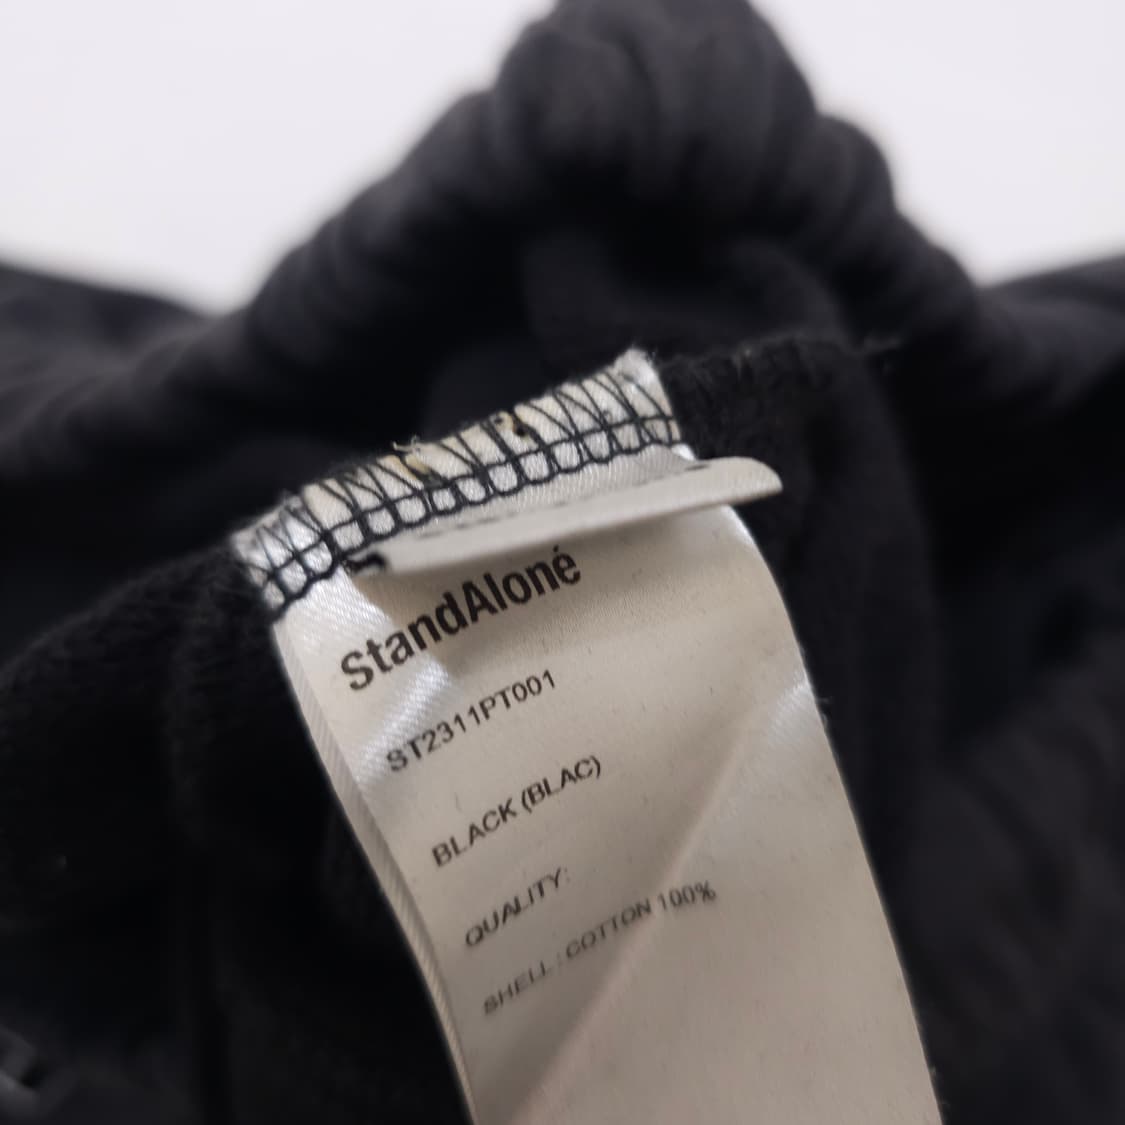 StandAloné
ST2311PT001
BLACK (BLAC)
QUALITY:
SHELL : COTTON 100%